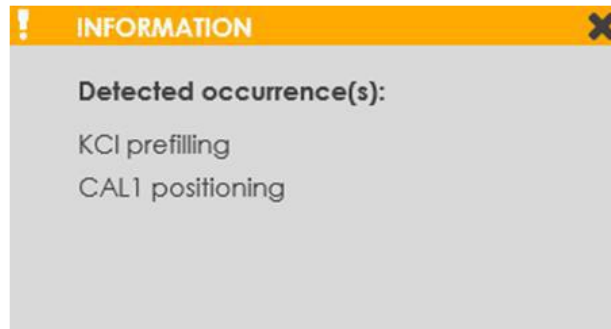 ! INFORMATION
Detected occurrence(s):
KCl prefilling
CAL1 positioning